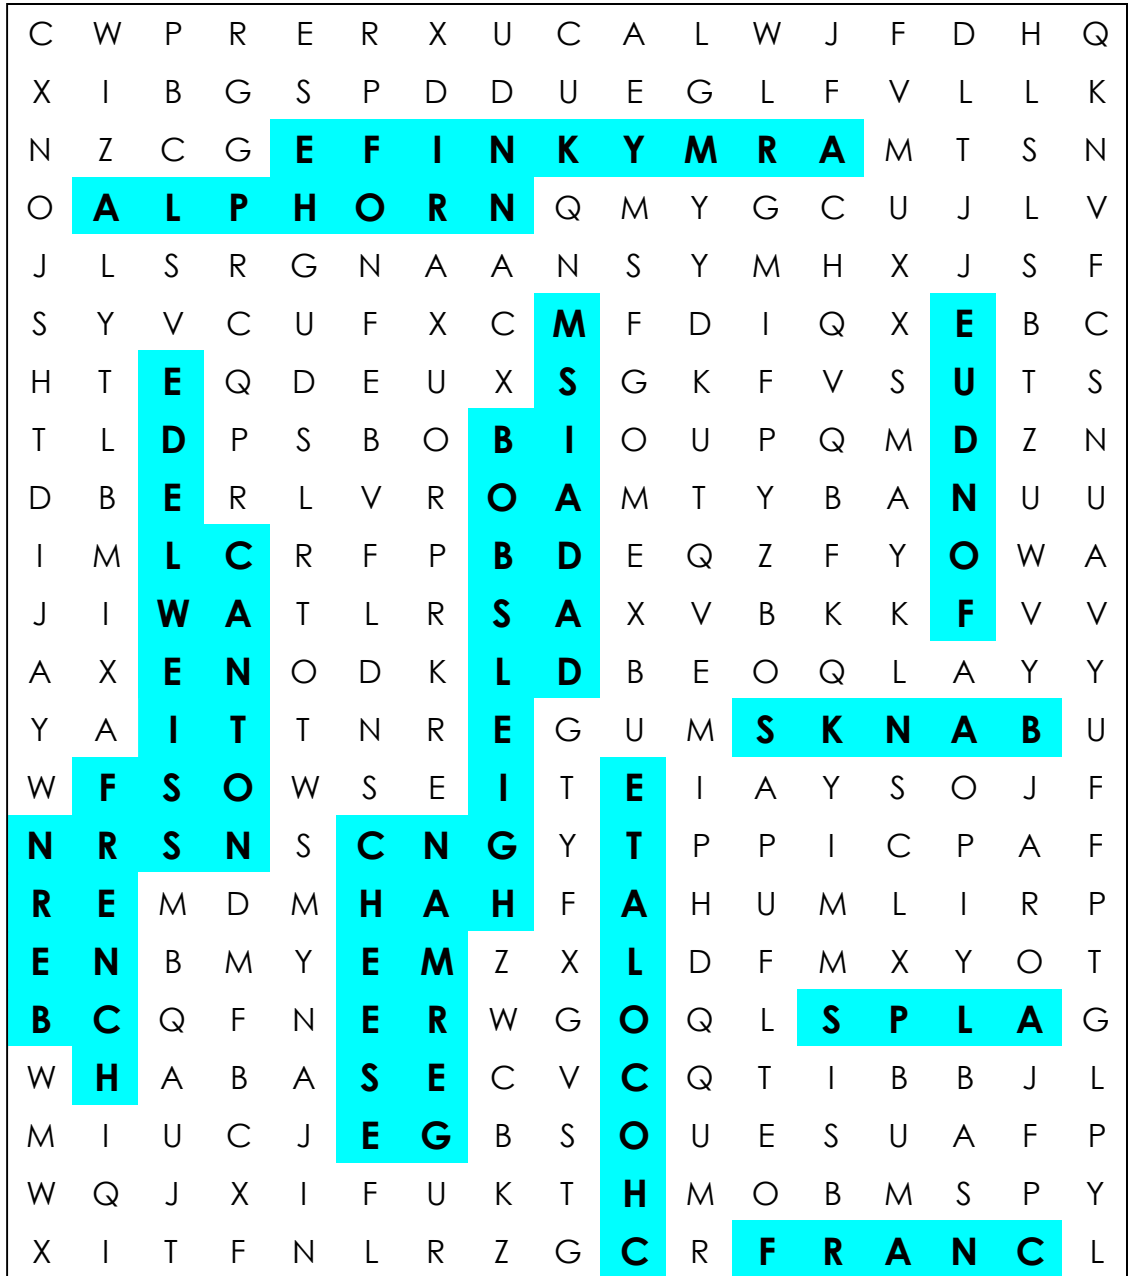 C W P R E R X U C A L W J F D H Q
X I B G S P D D U E G L F V L L K
N Z C G E F I N K Y M R A M T S N
O A L P H O R N Q M Y G C U J L V
J L S R G N A A N S Y M H X J S F
S Y V C U F X C M F D I Q X E B C
H T E Q D E U X S G K F V S U T S
T L D P S B O B I O U P Q M D Z N
D B E R L V R O A M T Y B A N U U
I M L C R F P B D E Q Z F Y O W A
J I W A T L R S A X V B K K F V V
A X E N O D K L D B E O Q L A Y Y
Y A I T T N R E G U M S K N A B U
W F S O W S E I T E I A Y S O J F
N R S N S C N G Y T P P I C P A F
R E M D M H A H F A H U M L I R P
E N B M Y E M Z X L D F M X Y O T
B C Q F N E R W G O Q L S P L A G
W H A B A S E C V C Q T I B B J L
M I U C J E G B S O U E S U A F P
W Q J X I F U K T H M O B M S P Y
X I T F N L R Z G C R F R A N C L